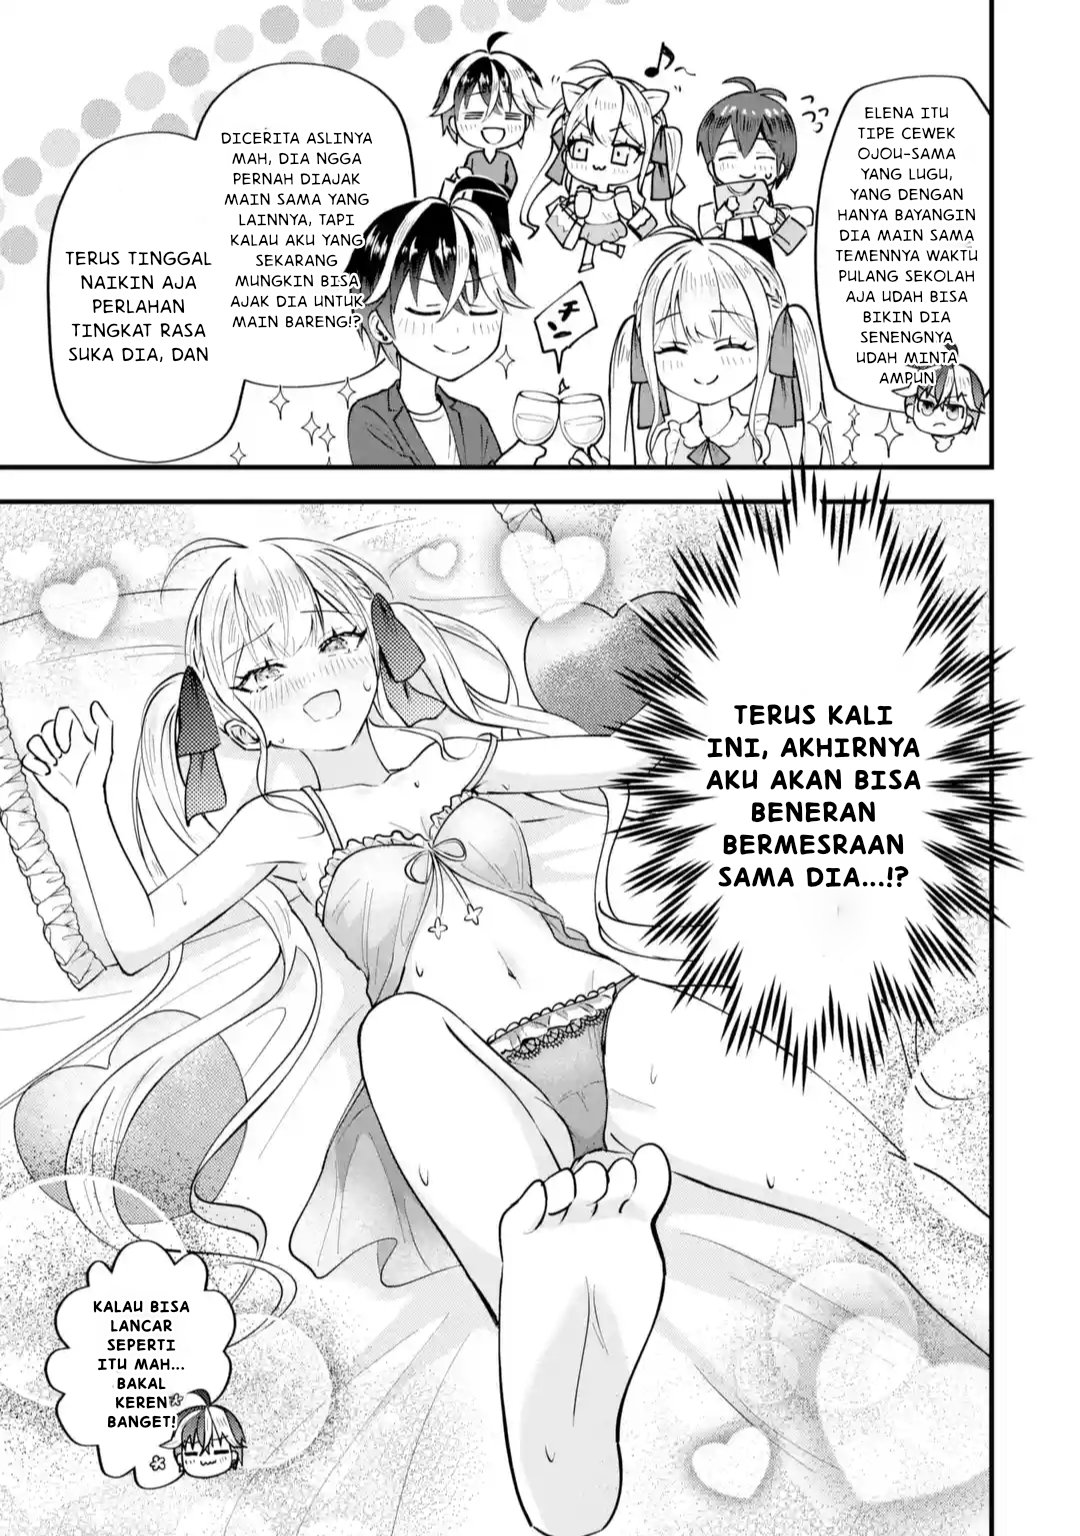 ELENA ITU
TIPE CEWEK
OJOU-SAMA
YANG LUGU,
YANG DENGAN
HANYA BAYANGIN
DIA MAIN SAMA
TEMENNYA WAKTU
PULANG SEKOLAH
AJA UDAH BISA
BIKIN DIA
SENENGNYA
UDAH MINTA
AMPUN
DICERITA ASLINYA
MAH, DIA NGGA
PERNAH DIAJAK
MAIN SAMA YANG
LAINNYA, TAPI
KALAU AKU YANG
SEKARANG
MUNGKIN BISA
AJAK DIA UNTUK
MAIN BARENG!?
TERUS TINGGAL
NAIKIN AJA
PERLAHAN
TINGKAT RASA
SUKA DIA, DAN
TERUS KALI
INI, AKHIRNYA
AKU AKAN BISA
BENERAN
BERMESRAAN
SAMA DIA...!?
KALAU BISA
LANCAR
SEPERTI
ITU MAH...
BAKAL
KEREN
BANGET!